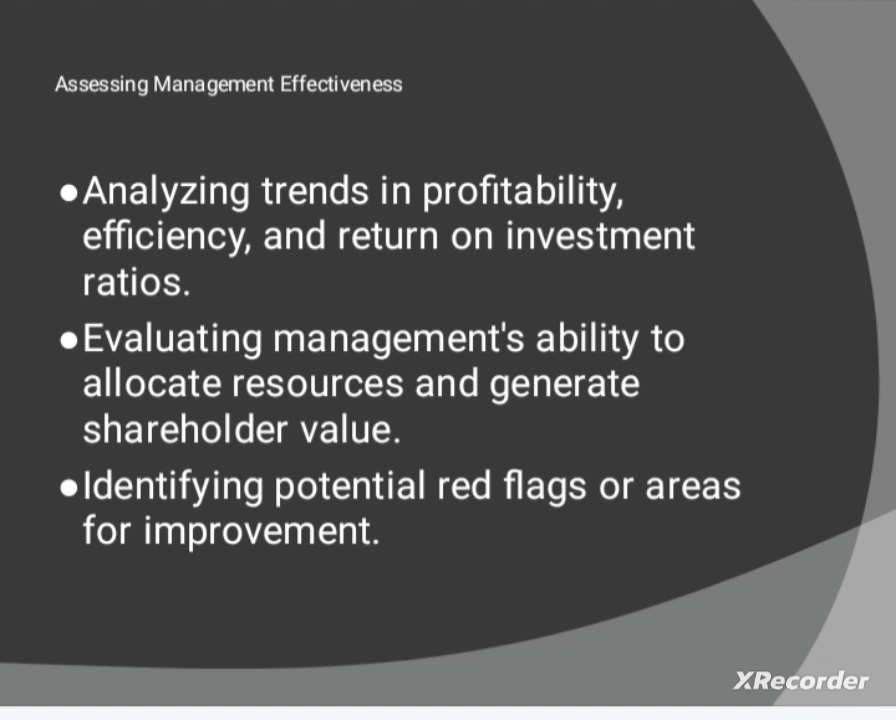 Assessing Management Effectiveness
●Analyzing trends in profitability,
efficiency, and return on investment
ratios.
●Evaluating management's ability to
allocate resources and generate
shareholder value.
●Identifying potential red flags or areas
for improvement.
XRecorder